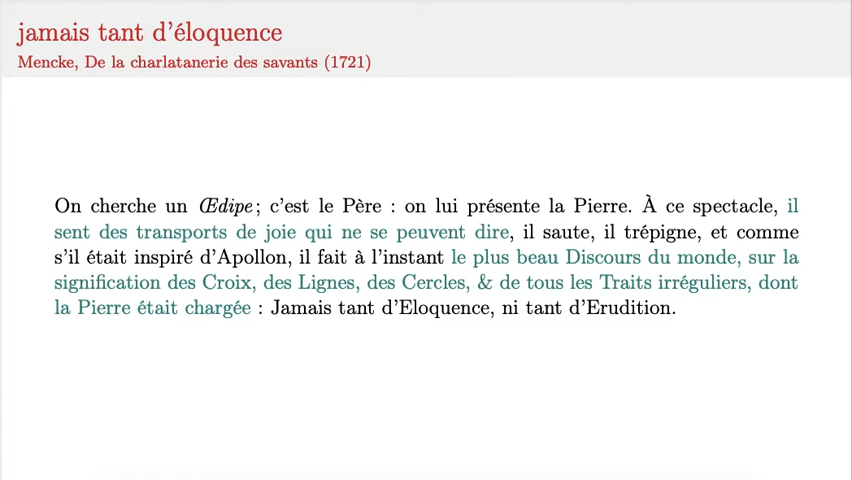 jamais tant d'éloquence
Mencke, De la charlatanerie des savants (1721)
On cherche un Œdipe ; c'est le Père : on lui présente la Pierre. À ce spectacle, il
sent des transports de joie qui ne se peuvent dire, il saute, il trépigne, et comme
s'il était inspiré d'Apollon, il fait à l'instant le plus beau Discours du monde, sur la
signification des Croix, des Lignes, des Cercles, & de tous les Traits irréguliers, dont
la Pierre était chargée : Jamais tant d'Eloquence, ni tant d'Erudition.